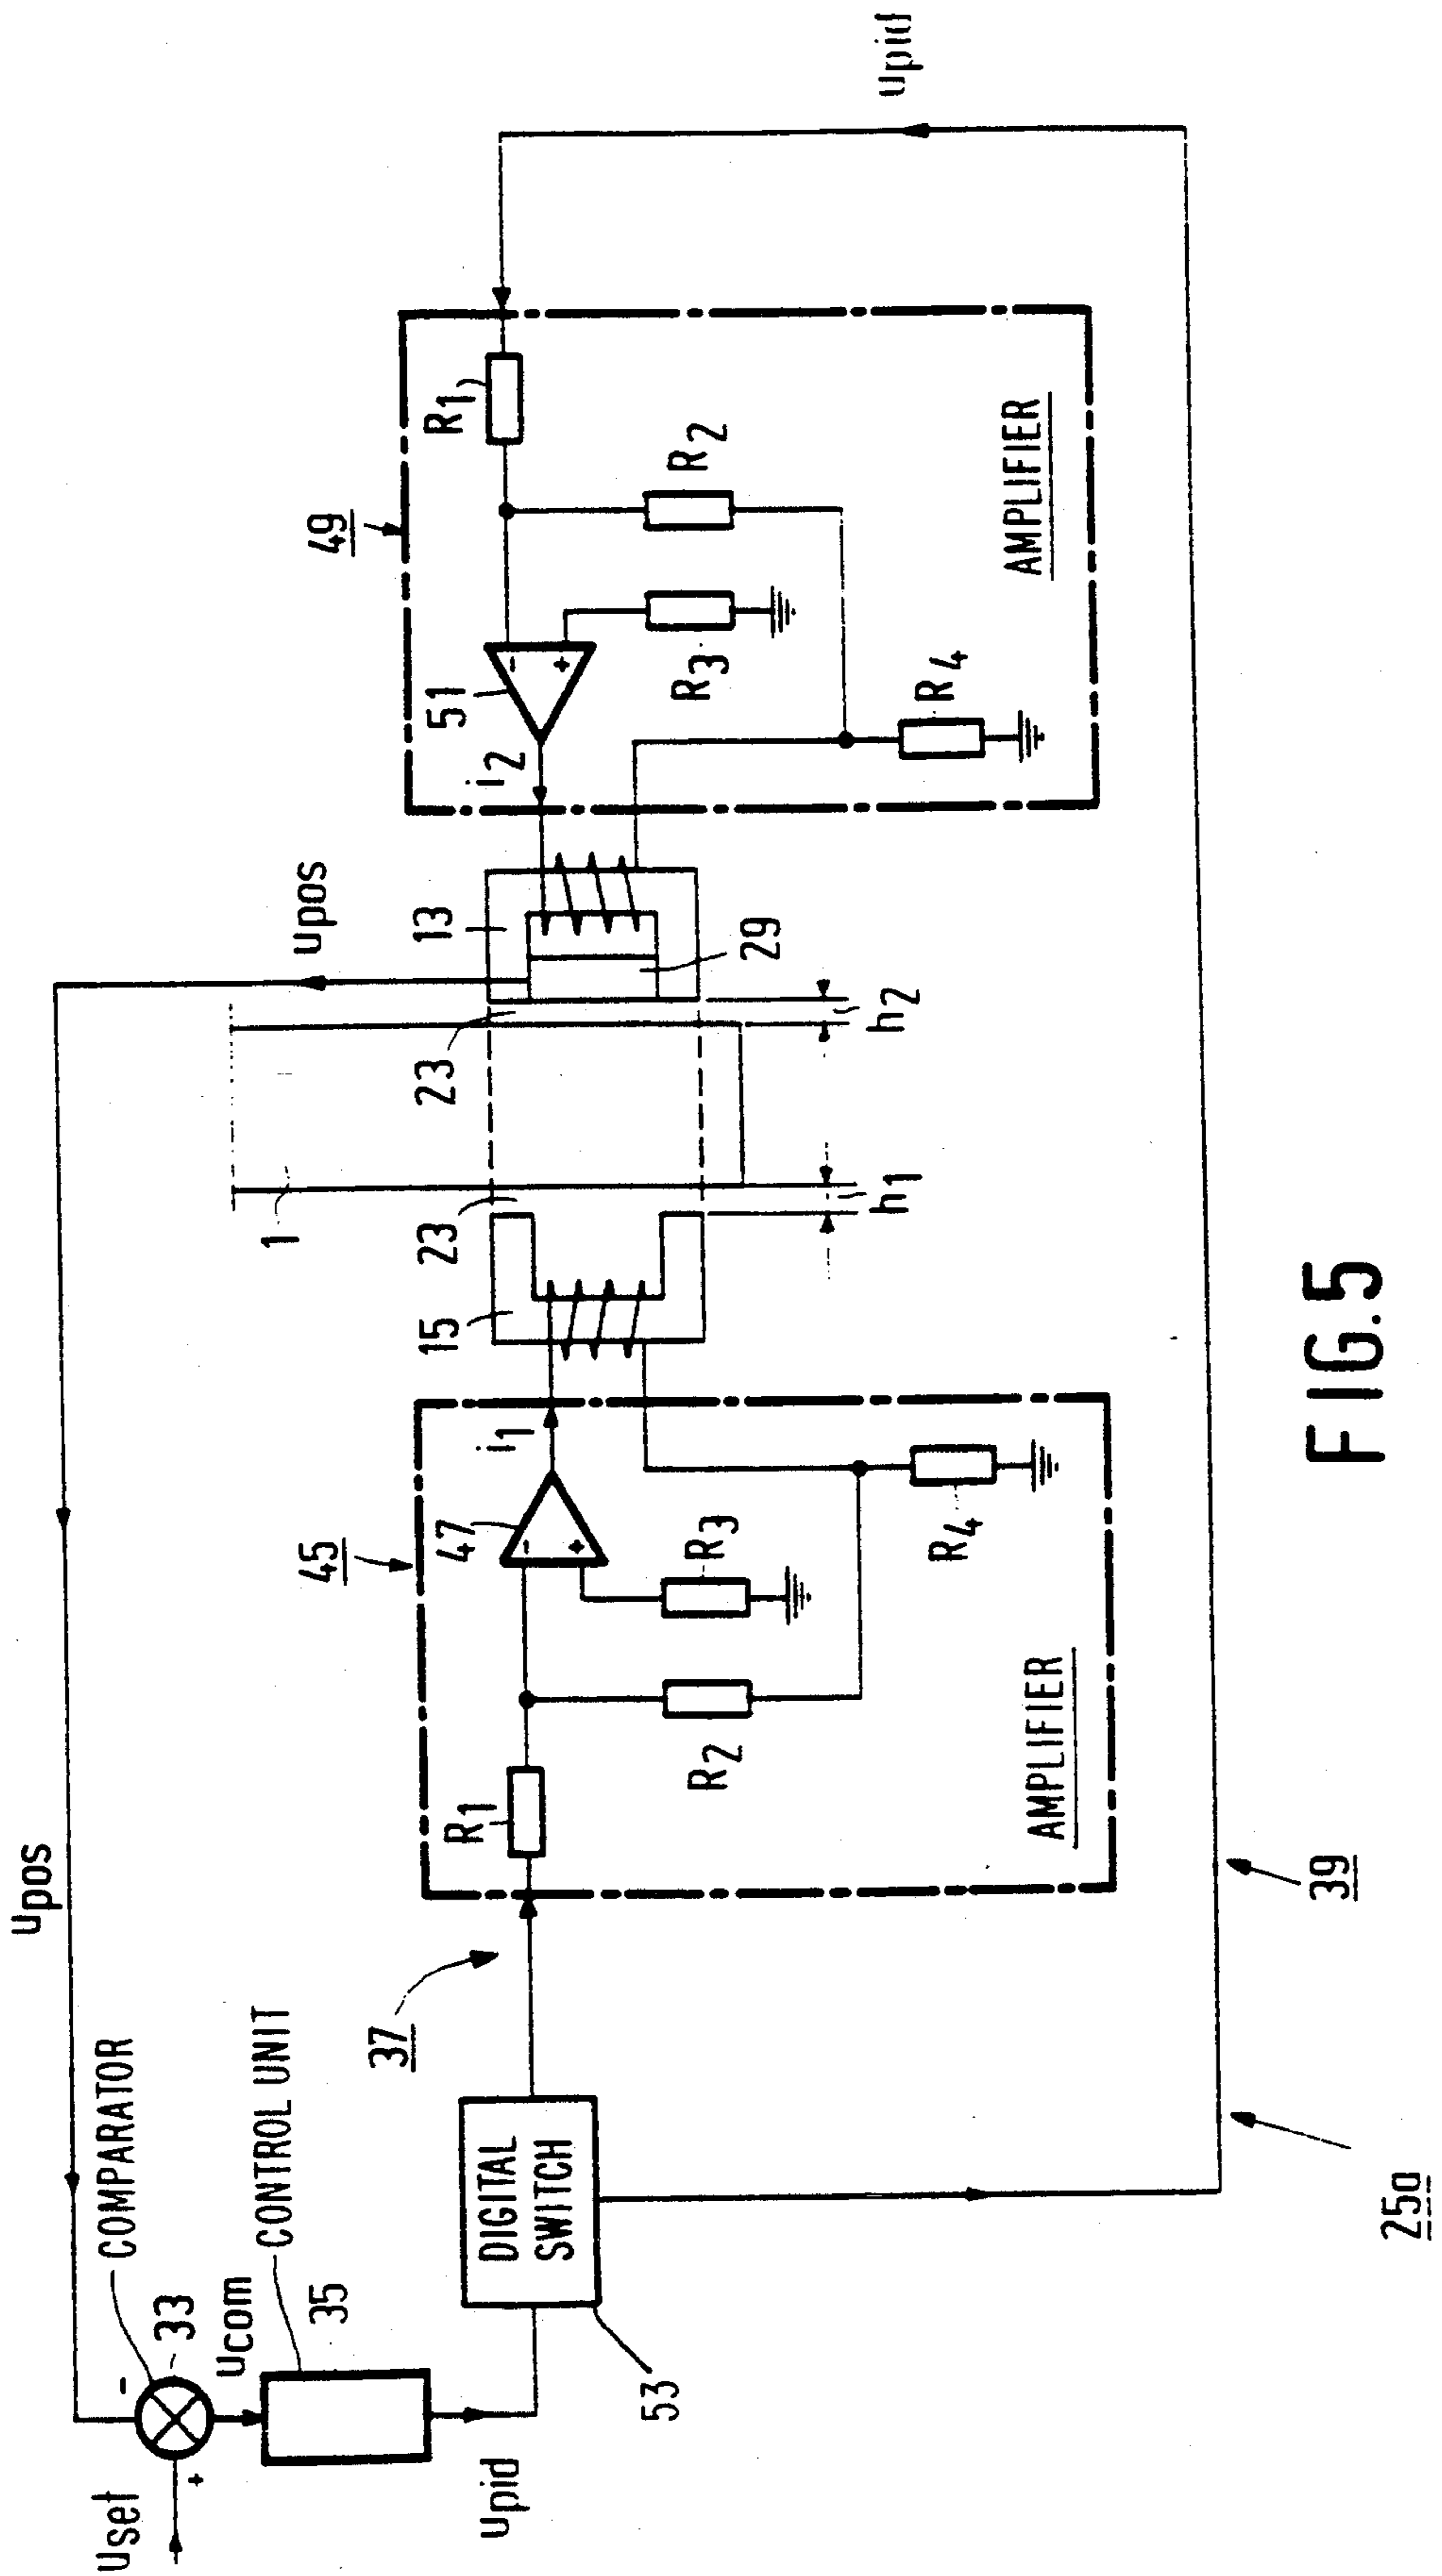 upos
COMPARATOR
-
33
+
uset
ucom
CONTROL UNIT
35
upid
DIGITAL
SWITCH
53
37
45
R1
47
-
+
i1
R2
R3
R4
AMPLIFIER
15
23
1
23
h1
h2
upos
13
29
49
i2
51
-
+
R1
R2
R3
R4
AMPLIFIER
upid
39
25a
FIG.5